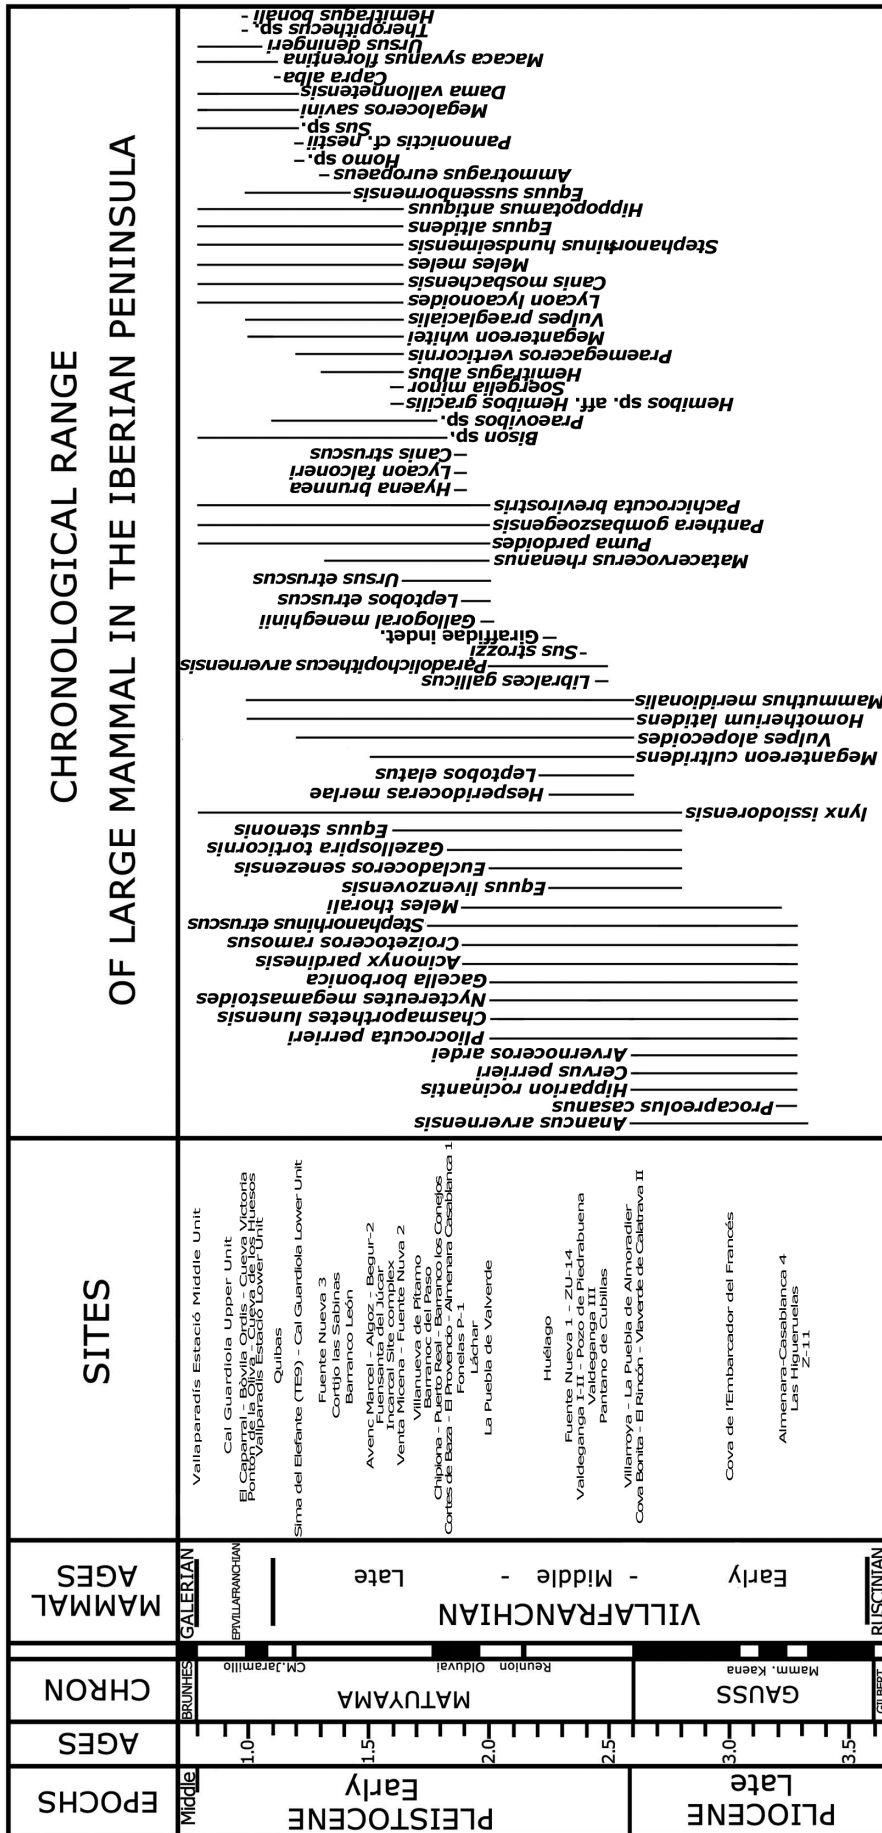 CHRONOLOGICAL RANGE
OF LARGE MAMMAL IN THE IBERIAN PENINSULA
Hemitragus bonali
Theropithecus sp.
Ursus deningeri
Macaca syvanus florentina
Capra alba
Dama vallonnetensis
Megaloceros savini
Sus sp.
Pannonictis cf. nestii
Homo sp.
Ammotragus europaeus
Equus sussenbornensis
Hippopotamus antiquus
Equus altidens
Stephanorhinus hundseimensis
Meles meles
Canis mosbachensis
Lycaon lycaonoides
Vulpes praeglacialis
Megantereon whitei
Praemegaceros verticornis
Hemitragus albus
Soergelia minor
Hemibos sp. aff. Hemibos gracilis
Praeovibos sp.
Bison sp.
Canis etruscus
Lycaon falconeri
Hyaena brunnea
Pachicrocuta brevirostris
Panthera gombaszoegensis
Puma pardoides
Matacervocerus rhenanus
Ursus etruscus
Leptobos etruscus
Gallogoral meneghinii
Giraffidae indet.
Sus strozzi
Paradolichopithecus arvernensis
Libralces gallicus
Mammuthus meridionalis
Homotherium latidens
Vulpes alopecoides
Megantereon cultridens
Leptobos elatus
Hesperidoceras merlae
lynx issiodorensis
Equus stenonis
Gazellospira torticornis
Eucladoceros senezensis
Equus livenzovensis
Meles thorali
Stephanorhinus etruscus
Croizetoceros ramosus
Acinonyx pardinesis
Gacella borbonica
Nyctereutes megamastoides
Chasmaporthetes lunensis
Pliocrocuta perrieri
Arvernoceros ardei
Cervus perrieri
Hipparion rocinantis
Procapreolus casanus
Anancus arvernensis
SITES
Vallaparadís Estació Middle Unit
Cal Guardiola Upper Unit
El Caparral - Bòvila Ordis - Cueva Victoria
Pontón de la Oliva - Cueva de los Huesos
Vallparadís Estació Lower Unit
Quibas
Sima del Elefante (TE9) - Cal Guardiola Lower Unit
Fuente Nueva 3
Cortijo las Sabinas
Barranco León
Avenc Marcel - Algoz - Begur-2
Fuensanta del Júcar
Incarcal Site complex
Venta Micena - Fuente Nuva 2
Villanueva de Pítamo
Barranoc del Paso
Chiplona - Puerto Real - Barranco los Conejos
Cortes de Baza - El Provencio - Almenara Casablanca 1
Fonelas P-1
Láchar
La Puebla de Valverde
Huélago
Fuente Nueva 1 - ZU-14
Valdeganga I-II - Pozo de Piedrabuena
Valdeganga III
Pantano de Cubillas
Villarroya - La Puebla de Almoradier
Cova Bonita - El Rincón - Vlaverde de Calatrava II
Cova de l'Embarcador del Francés
Almenara-Casablanca 4
Las Higueruelas
Z-11
MAMMAL
AGES
GALERIAN
EPIVILLAFRANCHIAN
VILLAFRANCHIAN
Late - Middle - Early
RUSCINIAN
CHRON
BRUNHES
MATUYAMA
GAUSS
GILBERT
Jaramillo
CM.
Olduvai
Reunion
Kaena
Mamm.
AGES
1.0
1.5
2.0
2.5
3.0
3.5
EPOCHS
Middle
Early
PLEISTOCENE
Late
PLIOCENE